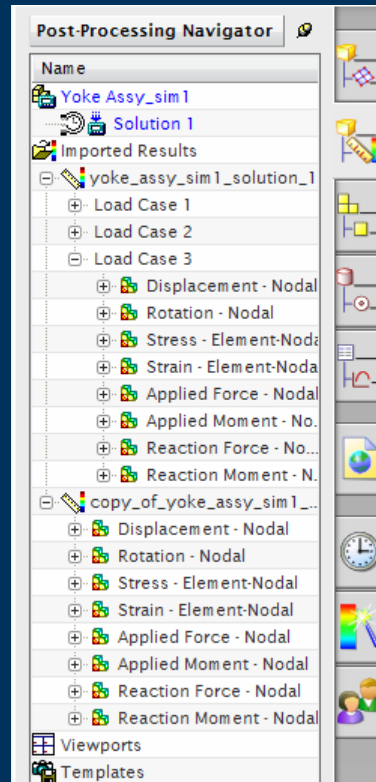 Post-Processing Navigator
Name
Yoke Assy_sim1
Solution 1
Imported Results
yoke_assy_sim1_solution_1
Load Case 1
Load Case 2
Load Case 3
Displacement - Nodal
Rotation - Nodal
Stress - Element-Noda
Strain - Element-Noda
Applied Force - Nodal
Applied Moment - No.
Reaction Force - No...
Reaction Moment - N.
copy_of_yoke_assy_sim1_..
Displacement - Nodal
Rotation - Nodal
Stress - Element-Nodal
Strain - Element-Nodal
Applied Force - Nodal
Applied Moment - Nodal
Reaction Force - Nodal
Reaction Moment - Nodal
Viewports
Templates